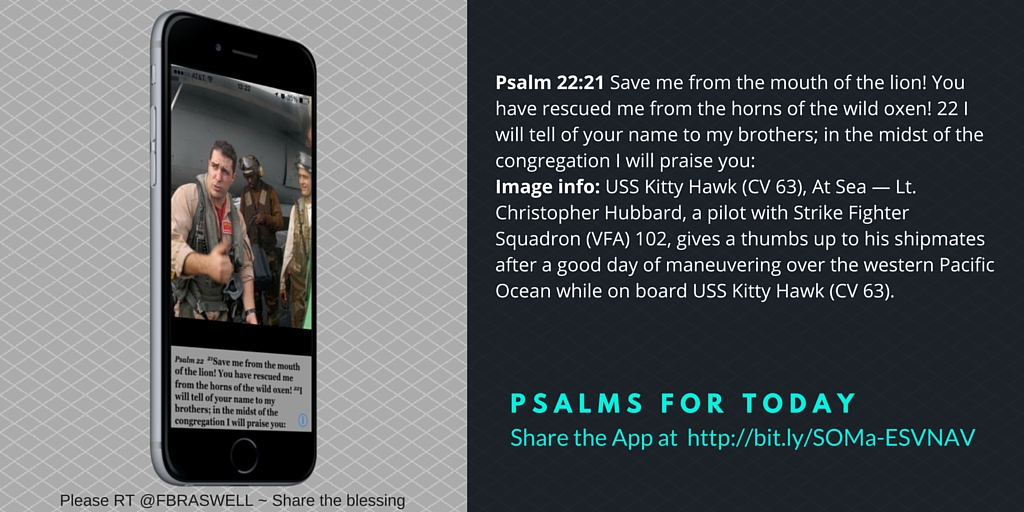 AT&T
13:22
Psalm 22 21Save me from the mouth
of the lion! You have rescued me
from the horns of the wild oxen! 22I
will tell of your name to my
brothers; in the midst of the
congregation I will praise you:
Please RT @FBRASWELL ~ Share the blessing
Psalm 22:21 Save me from the mouth of the lion! You
have rescued me from the horns of the wild oxen! 22 I
will tell of your name to my brothers; in the midst of the
congregation I will praise you:
Image info: USS Kitty Hawk (CV 63), At Sea — Lt.
Christopher Hubbard, a pilot with Strike Fighter
Squadron (VFA) 102, gives a thumbs up to his shipmates
after a good day of maneuvering over the western Pacific
Ocean while on board USS Kitty Hawk (CV 63).
PSALMS FOR TODAY
Share the App at http://bit.ly/SOMa-ESVNAV